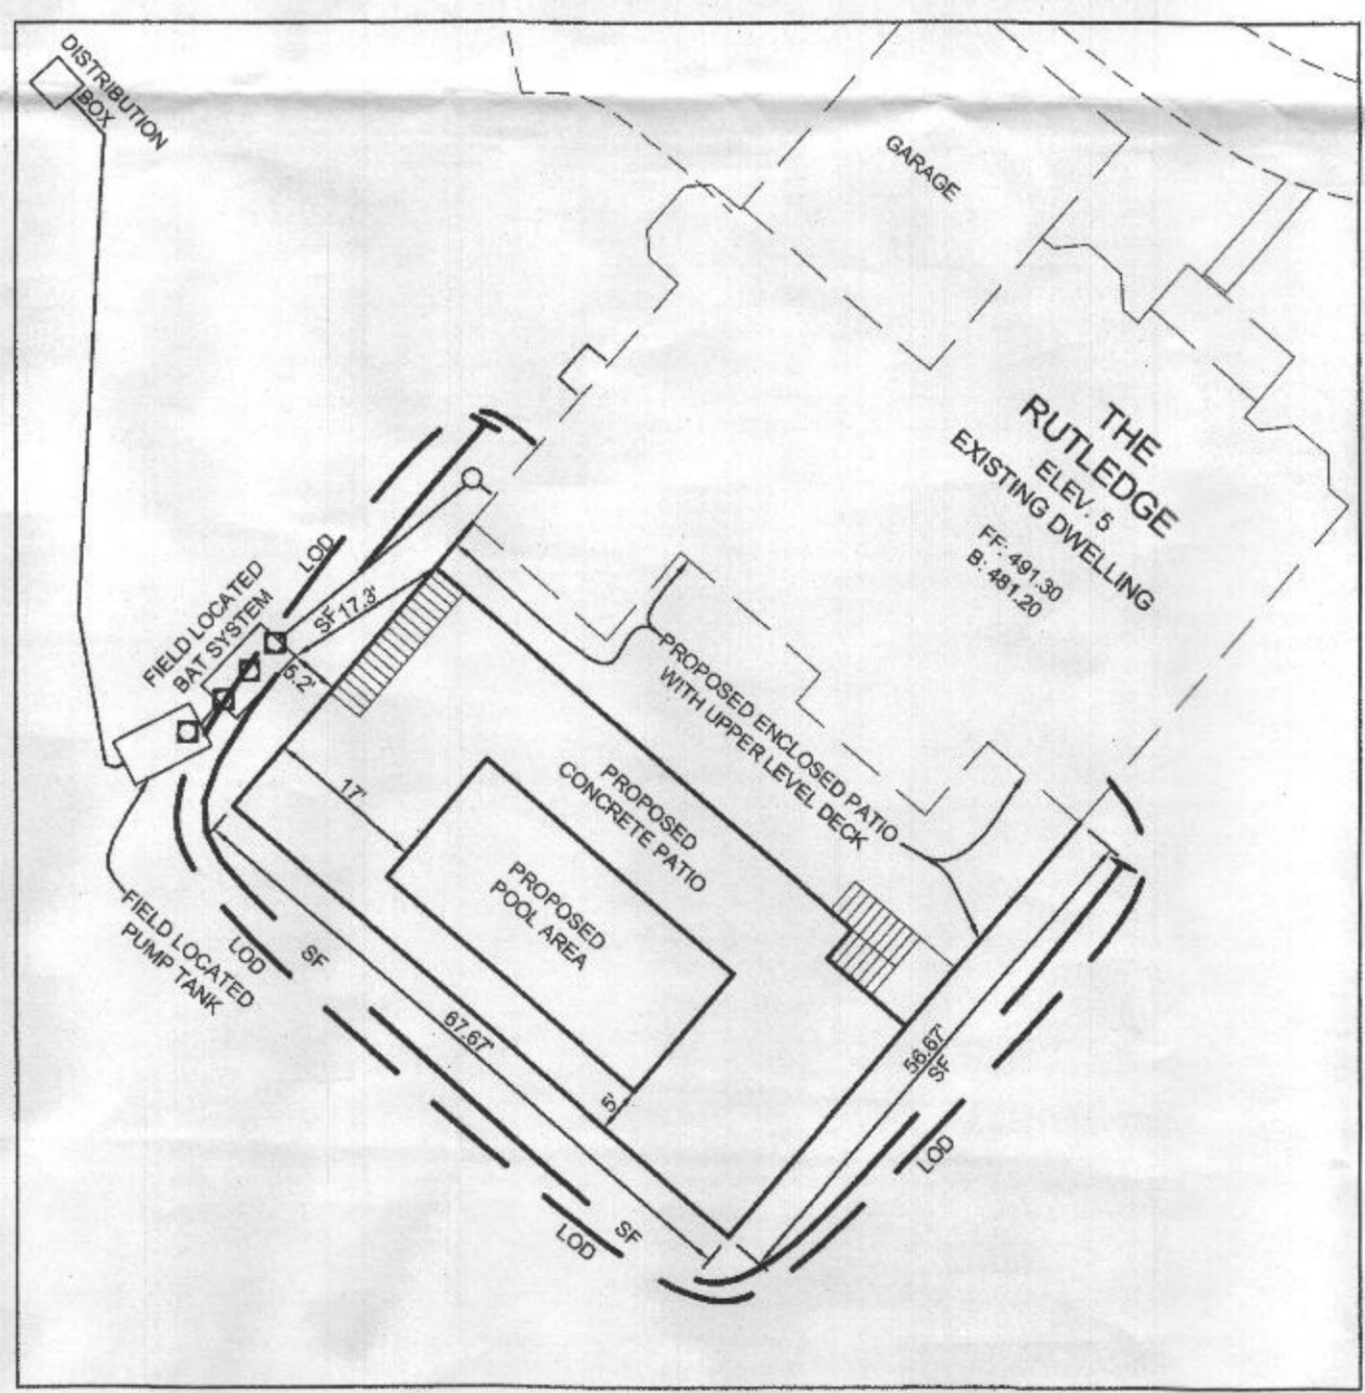 DISTRIBUTION
BOX
GARAGE
THE
RUTLEDGE
ELEV. 5
EXISTING DWELLING
FF: 491.30
B: 481.20
LOD
FIELD LOCATED
BAT SYSTEM
SF
17.3'
6.2'
PROPOSED ENCLOSED PATIO
WITH UPPER LEVEL DECK
PROPOSED
CONCRETE PATIO
17'
PROPOSED
POOL AREA
FIELD LOCATED
PUMP TANK
LOD
SF
67.67'
56.67'
SF
5'
LOD
SF
LOD